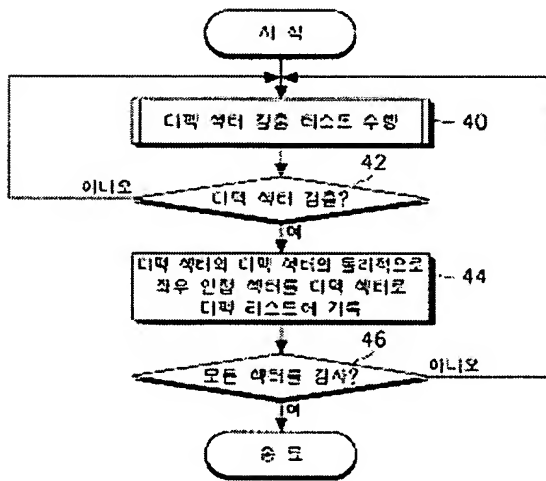 시 작
디펙 섹터 검출 테스트 수행
40
42
아니오
디펙 섹터 검출?
예
디펙 섹터와 디펙 섹터의 물리적으로
좌우 인접 섹터를 디펙 섹터로
디펙 리스트에 기록
44
46
모든 섹터를 검사?
아니오
예
종 료